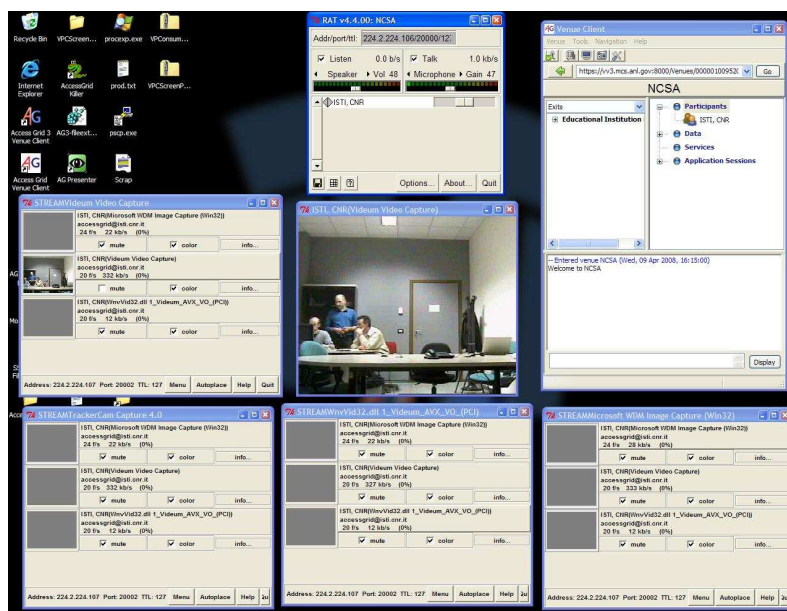 Recycle Bin
VPCScreen...
procexp.exe
VPConsum...
Internet Explorer
AccessGrid Killer
prod.txt
VPCScreenP...
Access Grid 3 Venue Client
AG3-fileext...
pscp.exe
Access Grid Venue Client
AG Presenter
Scrap
RAT v4.4.00: NCSA
Addr/port/ttl: 224.2.224.106/20000/12
Listen 0.0 b/s Talk 1.0 kb/s
Speaker Vol 48 Microphone Gain 47
ISTI, CNR
Options... About... Quit
Venue Client
Venue Tools Navigation Help
https://vv3.mcs.anl.gov:8000/Venues/00000100952 Go
NCSA
Exits
Educational Institution
Participants
ISTI, CNR
Data
Services
Application Sessions
-- Entered venue NCSA (Wed, 09 Apr 2008, 16:15:00)
Welcome to NCSA
Display
STREAMVideum Video Capture
ISTI, CNR(Microsoft WDM Image Capture (Win32))
accessgrid@isti.cnr.it
24 f/s 22 kb/s (0%)
mute color info...
ISTI, CNR(Videum Video Capture)
accessgrid@isti.cnr.it
20 f/s 332 kb/s (0%)
mute color info...
ISTI, CNR(WnvVid32.dll 1_Videum_AVX_VO_(PCI))
accessgrid@isti.cnr.it
20 f/s 12 kb/s (0%)
mute color info...
Address: 224.2.224.107 Port: 20002 TTL: 127 Menu Autoplace Help Quit
ISTI, CNR(Videum Video Capture)
STREAMTrackerCam Capture 4.0
ISTI, CNR(Microsoft WDM Image Capture (Win32))
accessgrid@isti.cnr.it
24 f/s 22 kb/s (0%)
mute color info...
ISTI, CNR(Videum Video Capture)
accessgrid@isti.cnr.it
20 f/s 332 kb/s (0%)
mute color info...
ISTI, CNR(WnvVid32.dll 1_Videum_AVX_VO_(PCI))
accessgrid@isti.cnr.it
20 f/s 12 kb/s (0%)
mute color info...
Address: 224.2.224.107 Port: 20002 TTL: 127 Menu Autoplace Help
STREAMWnvVid32.dll 1_Videum_AVX_VO_(PCI)
ISTI, CNR(Microsoft WDM Image Capture (Win32))
accessgrid@isti.cnr.it
24 f/s 22 kb/s (0%)
mute color info...
ISTI, CNR(Videum Video Capture)
accessgrid@isti.cnr.it
20 f/s 327 kb/s (0%)
mute color info...
ISTI, CNR(WnvVid32.dll 1_Videum_AVX_VO_(PCI))
accessgrid@isti.cnr.it
20 f/s 12 kb/s (0%)
mute color info...
Address: 224.2.224.107 Port: 20002 TTL: 127 Menu Autoplace Help
STREAMMicrosoft WDM Image Capture (Win32)
ISTI, CNR(Microsoft WDM Image Capture (Win32))
accessgrid@isti.cnr.it
24 f/s 28 kb/s (0%)
mute color info...
ISTI, CNR(Videum Video Capture)
accessgrid@isti.cnr.it
20 f/s 333 kb/s (0%)
mute color info...
ISTI, CNR(WnvVid32.dll 1_Videum_AVX_VO_(PCI))
accessgrid@isti.cnr.it
20 f/s 12 kb/s (0%)
mute color info...
Address: 224.2.224.107 Port: 20002 TTL: 127 Menu Autoplace Help